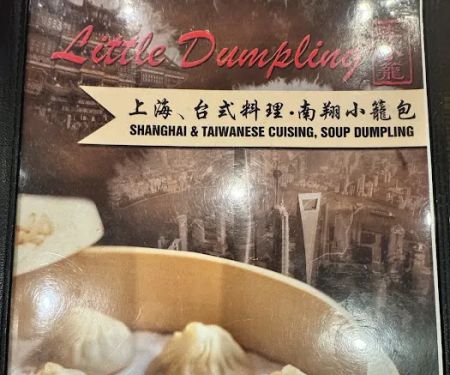 Little Dumpling
上海、台式料理·南翔小籠包
SHANGHAI & TAIWANESE CUISING, SOUP DUMPLING